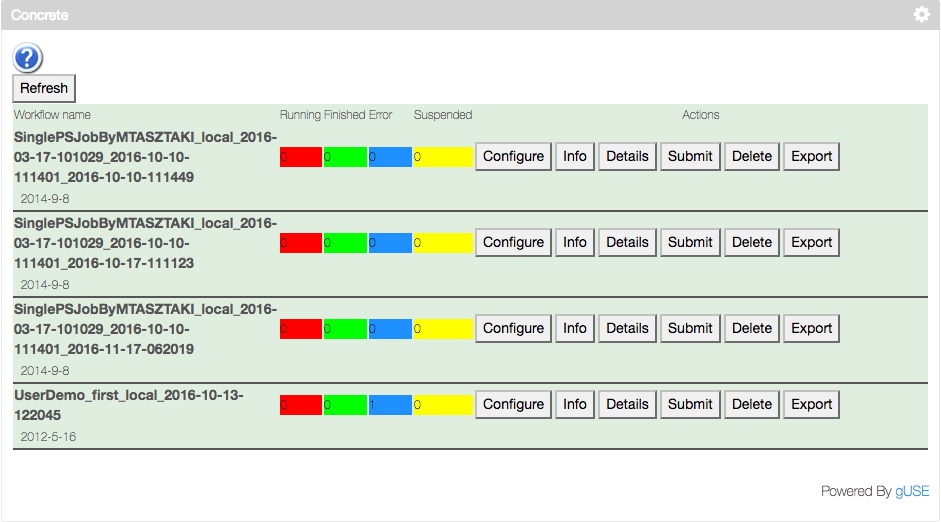 Concrete
?
Refresh
Workflow name Running Finished Error Suspended Actions
SinglePSJobByMTASZTAKI_local_2016-
03-17-101029_2016-10-10-
111401_2016-10-10-111449
0 0 0 0 Configure Info Details Submit Delete Export
2014-9-8
SinglePSJobByMTASZTAKI_local_2016-
03-17-101029_2016-10-10-
111401_2016-10-17-111123
0 0 0 0 Configure Info Details Submit Delete Export
2014-9-8
SinglePSJobByMTASZTAKI_local_2016-
03-17-101029_2016-10-10-
111401_2016-11-17-062019
0 0 0 0 Configure Info Details Submit Delete Export
2014-9-8
UserDemo_first_local_2016-10-13-
122045
0 0 1 0 Configure Info Details Submit Delete Export
2012-5-16
Powered By gUSE